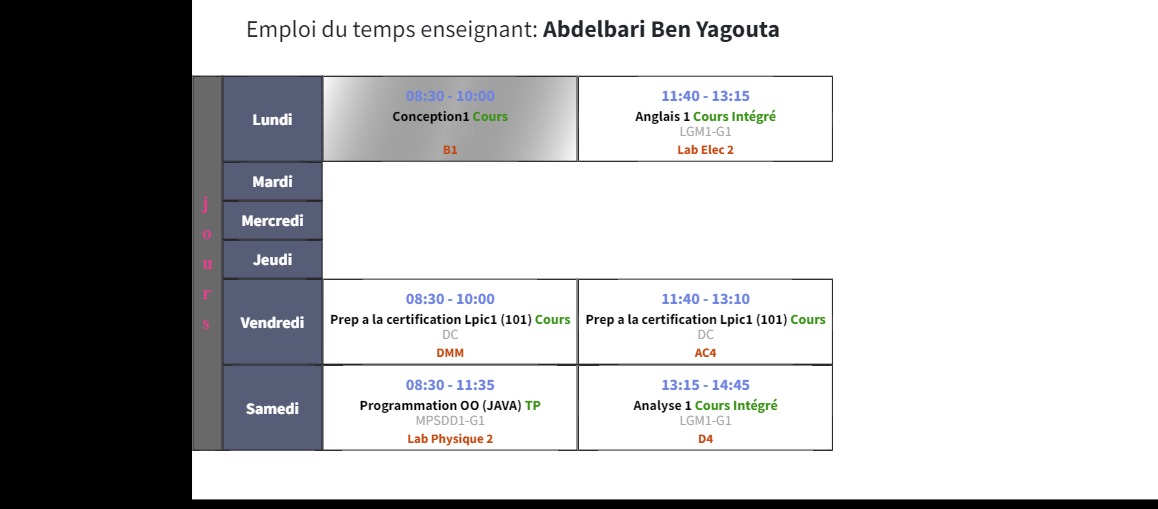 Emploi du temps enseignant: Abdelbari Ben Yagouta
jours
Lundi
08:30 - 10:00
Conception1 Cours
B1
11:40 - 13:15
Anglais 1 Cours Intégré
LGM1-G1
Lab Elec 2
Mardi
Mercredi
Jeudi
Vendredi
08:30 - 10:00
Prep a la certification Lpic1 (101) Cours
DC
DMM
11:40 - 13:10
Prep a la certification Lpic1 (101) Cours
DC
AC4
Samedi
08:30 - 11:35
Programmation OO (JAVA) TP
MPSDD1-G1
Lab Physique 2
13:15 - 14:45
Analyse 1 Cours Intégré
LGM1-G1
D4